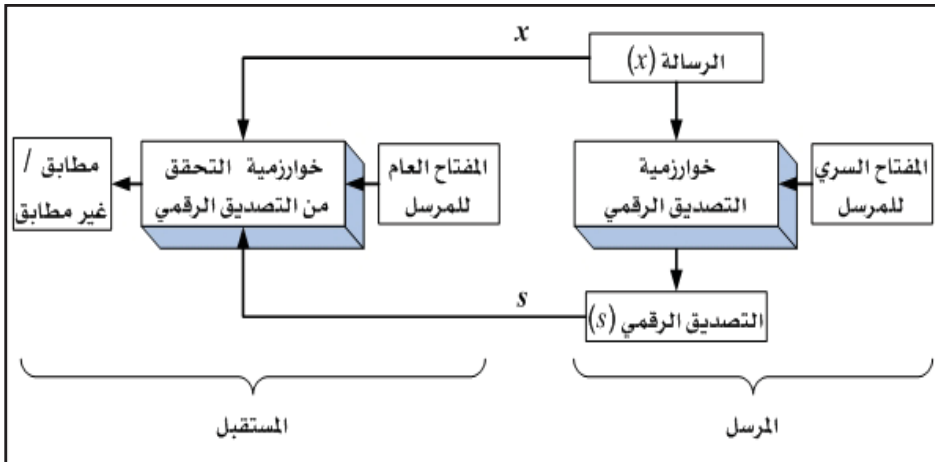 الرسالة (x)
x
المفتاح السري
للمرسل
خوارزمية
التصديق الرقمي
المفتاح العام
للمرسل
خوارزمية التحقق
من التصديق الرقمي
مطابق /
غير مطابق
التصديق الرقمي (s)
s
المرسل
المستقبل